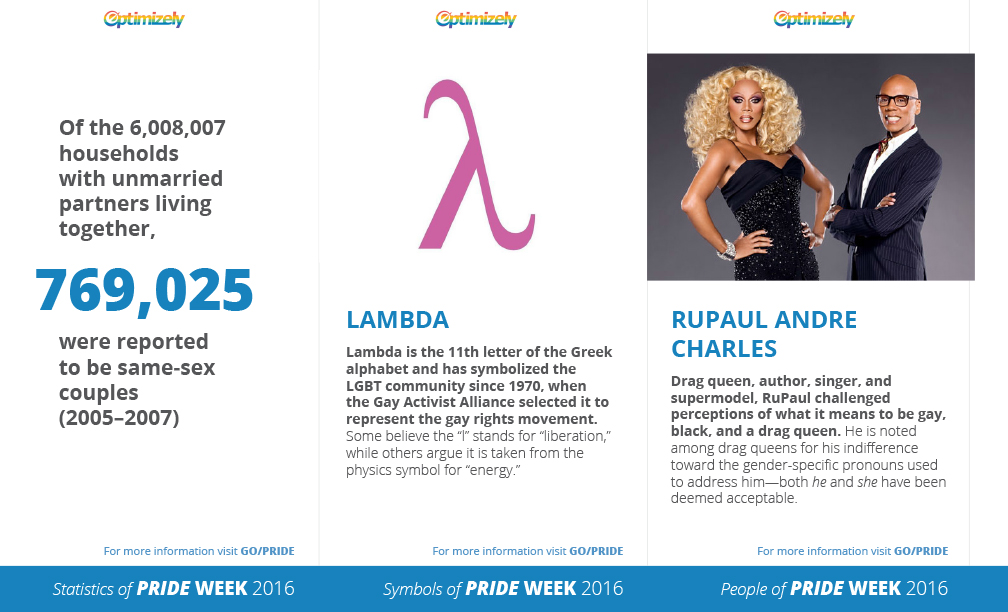 Optimizely
Of the 6,008,007
households
with unmarried
partners living
together,
769,025
were reported
to be same-sex
couples
(2005–2007)
For more information visit GO/PRIDE
Statistics of PRIDE WEEK 2016
Optimizely
λ
LAMBDA
Lambda is the 11th letter of the Greek
alphabet and has symbolized the
LGBT community since 1970, when
the Gay Activist Alliance selected it to
represent the gay rights movement.
Some believe the “l” stands for “liberation,”
while others argue it is taken from the
physics symbol for “energy.”
For more information visit GO/PRIDE
Symbols of PRIDE WEEK 2016
Optimizely
RUPAUL ANDRE
CHARLES
Drag queen, author, singer, and
supermodel, RuPaul challenged
perceptions of what it means to be gay,
black, and a drag queen. He is noted
among drag queens for his indifference
toward the gender-specific pronouns used
to address him—both he and she have been
deemed acceptable.
For more information visit GO/PRIDE
People of PRIDE WEEK 2016